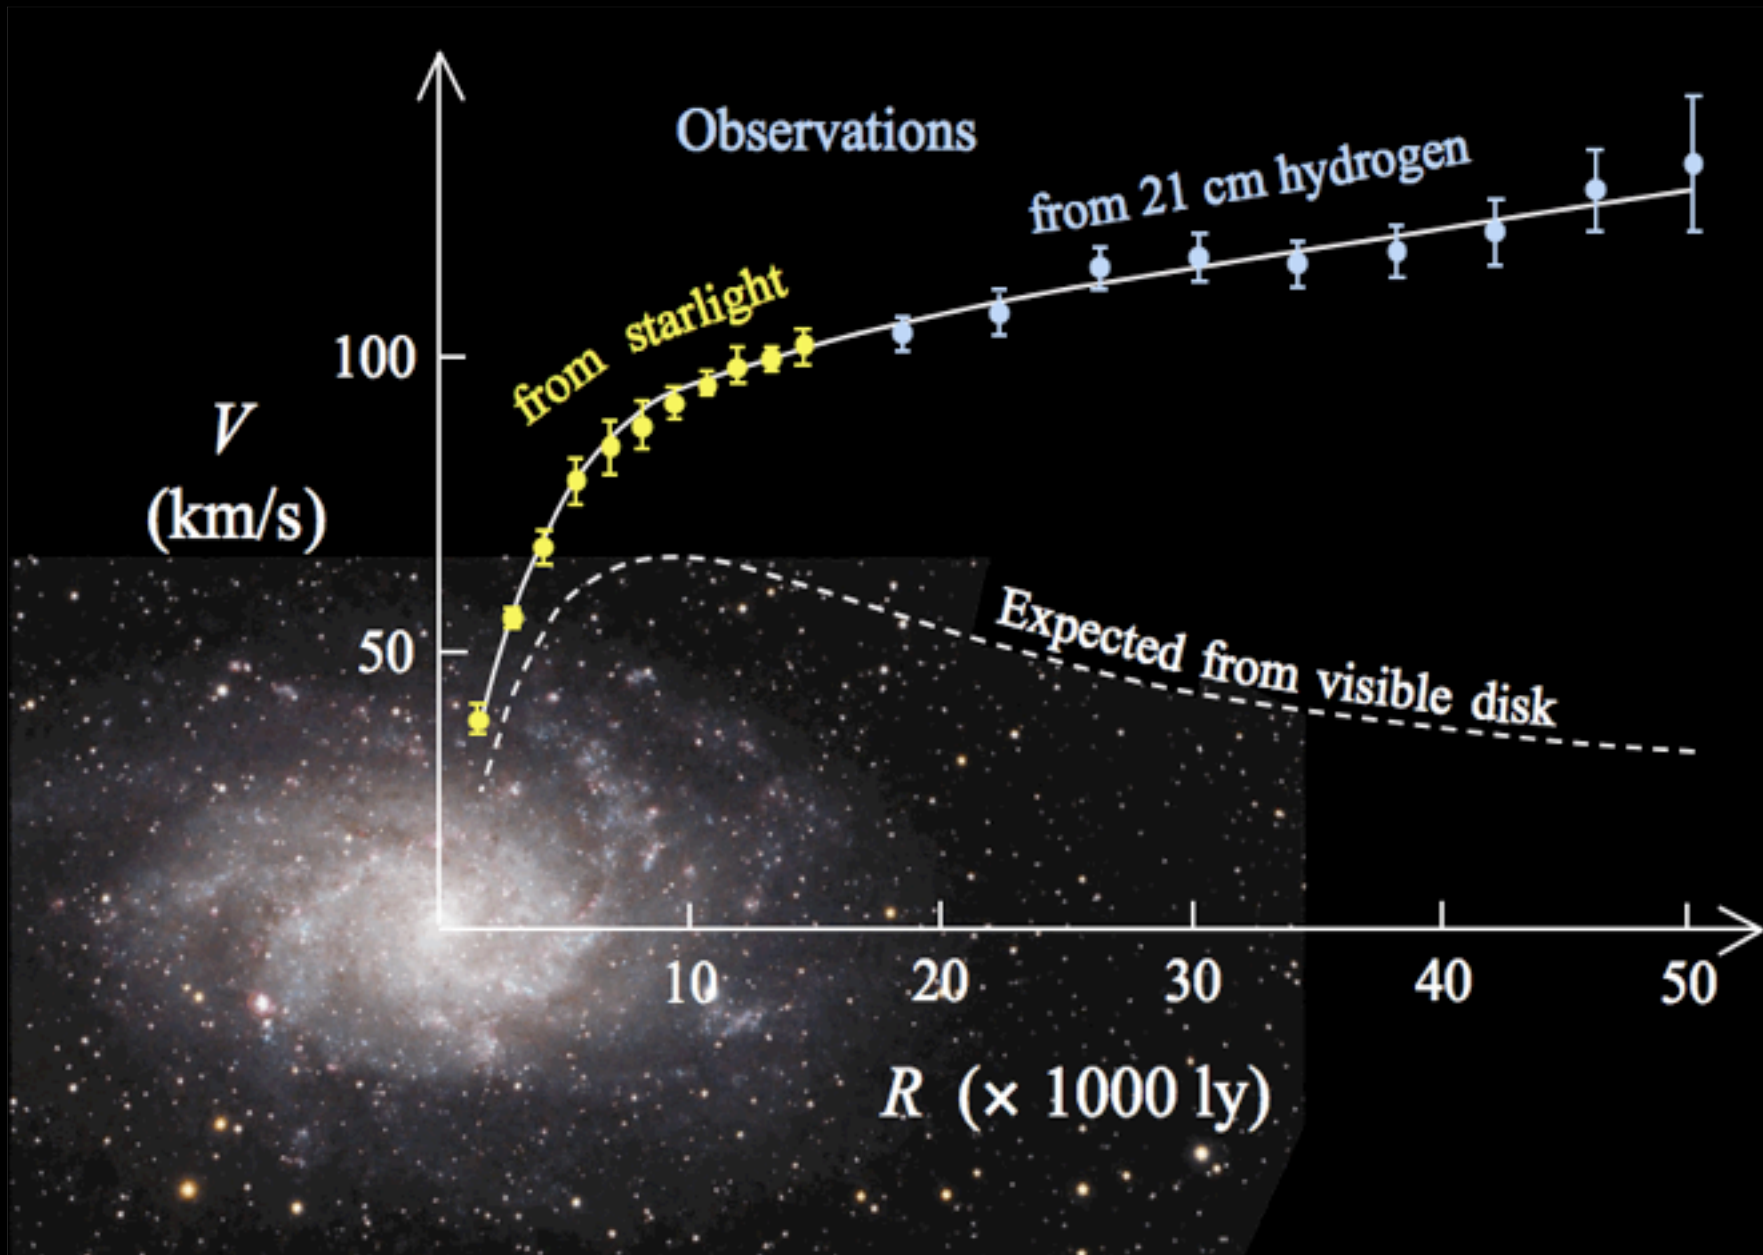 Observations
from 21 cm hydrogen
from starlight
100
V
(km/s)
50
Expected from visible disk
10 20 30 40 50
R (× 1000 ly)